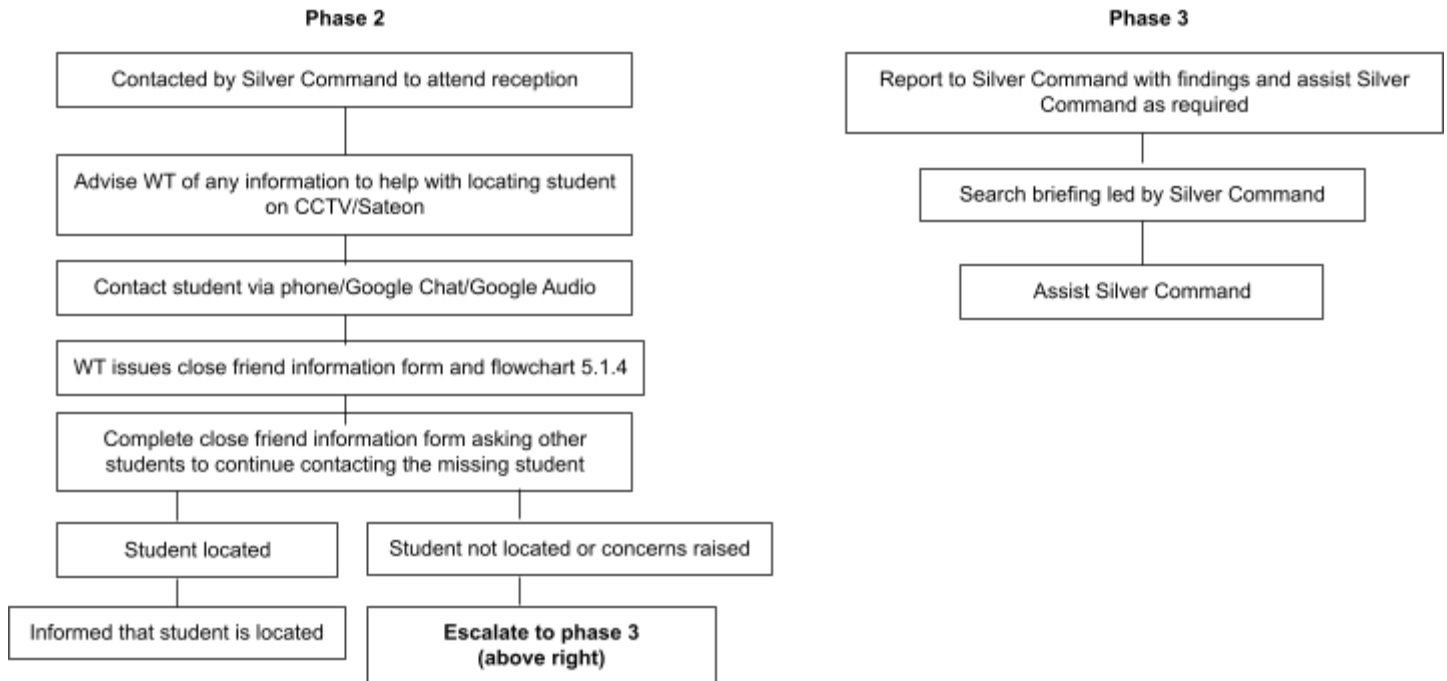 Phase 2
Contacted by Silver Command to attend reception
Advise WT of any information to help with locating student
on CCTV/Sateon
Contact student via phone/Google Chat/Google Audio
WT issues close friend information form and flowchart 5.1.4
Complete close friend information form asking other
students to continue contacting the missing student
Student located
Student not located or concerns raised
Informed that student is located
Escalate to phase 3
(above right)
Phase 3
Report to Silver Command with findings and assist Silver
Command as required
Search briefing led by Silver Command
Assist Silver Command